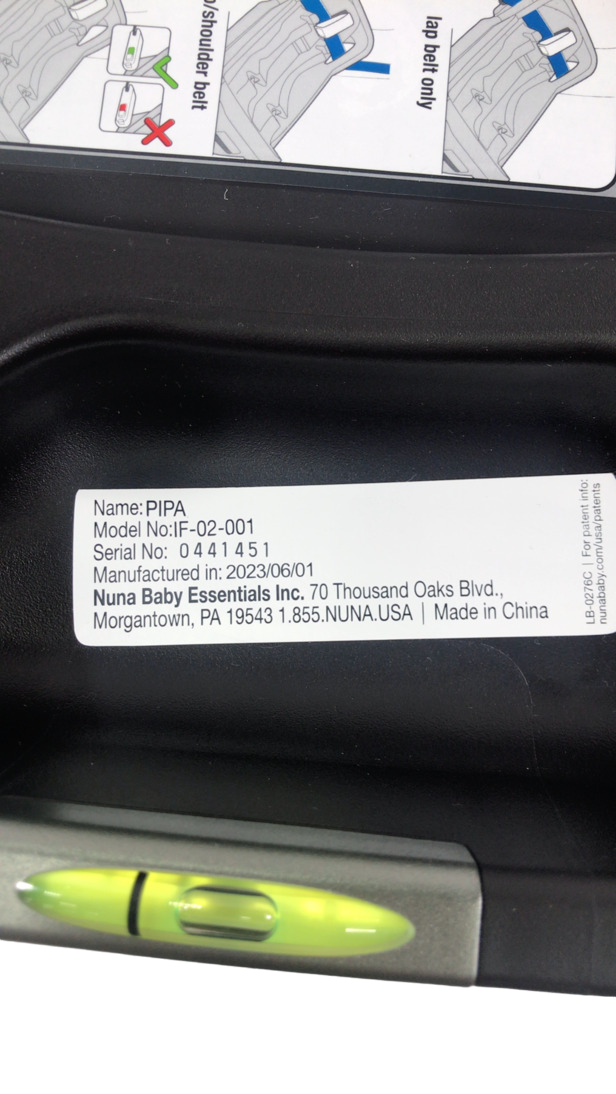 /shoulder belt
lap belt only
Name: PIPA
Model No:IF-02-001
Serial No: 0441451
Manufactured in: 2023/06/01
Nuna Baby Essentials Inc. 70 Thousand Oaks Blvd.,
Morgantown, PA 19543 1.855.NUNA.USA | Made in China
LB-0276C | For patent info:
nunababy.com/usa/patents